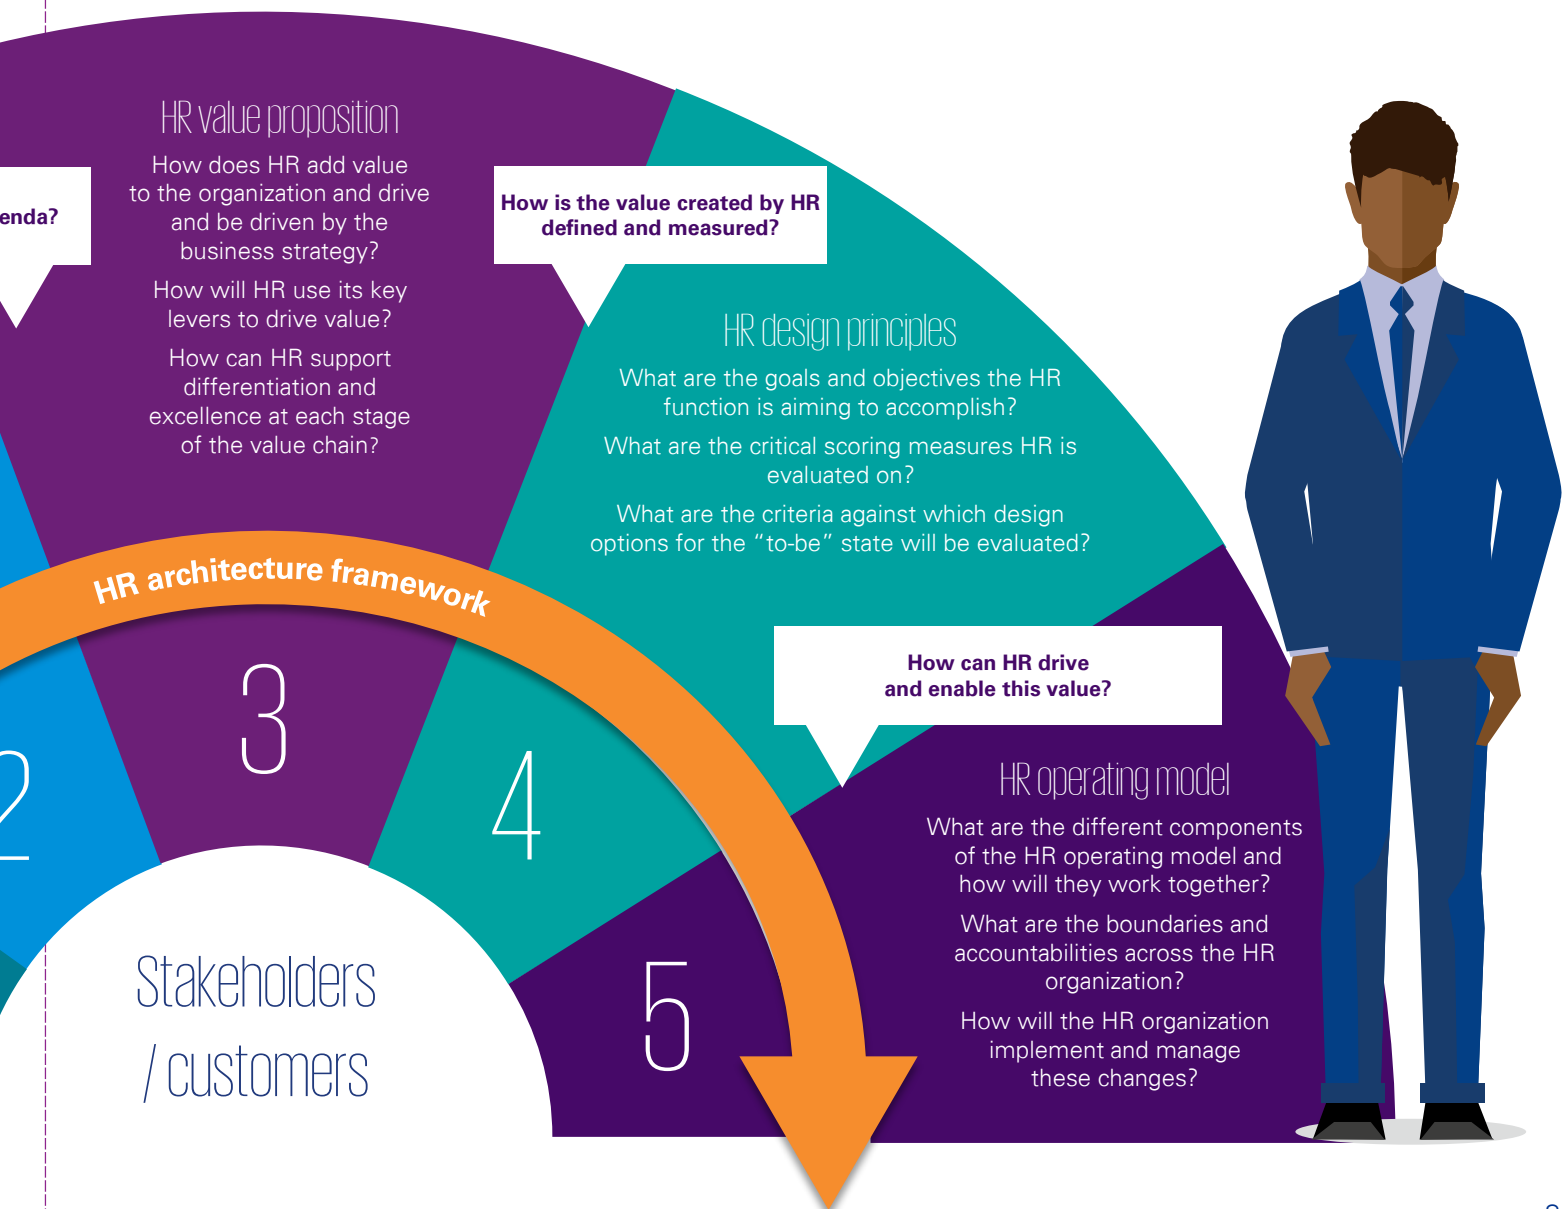 HR value proposition
How does HR add value
to the organization and drive
and be driven by the
business strategy?
How will HR use its key
levers to drive value?
How can HR support
differentiation and
excellence at each stage
of the value chain?
enda?
How is the value created by HR
defined and measured?
HR design principles
What are the goals and objectives the HR
function is aiming to accomplish?
What are the critical scoring measures HR is
evaluated on?
What are the criteria against which design
options for the “to-be” state will be evaluated?
HR architecture framework
How can HR drive
and enable this value?
HR operating model
What are the different components
of the HR operating model and
how will they work together?
What are the boundaries and
accountabilities across the HR
organization?
How will the HR organization
implement and manage
these changes?
2
3
4
5
Stakeholders
/ customers